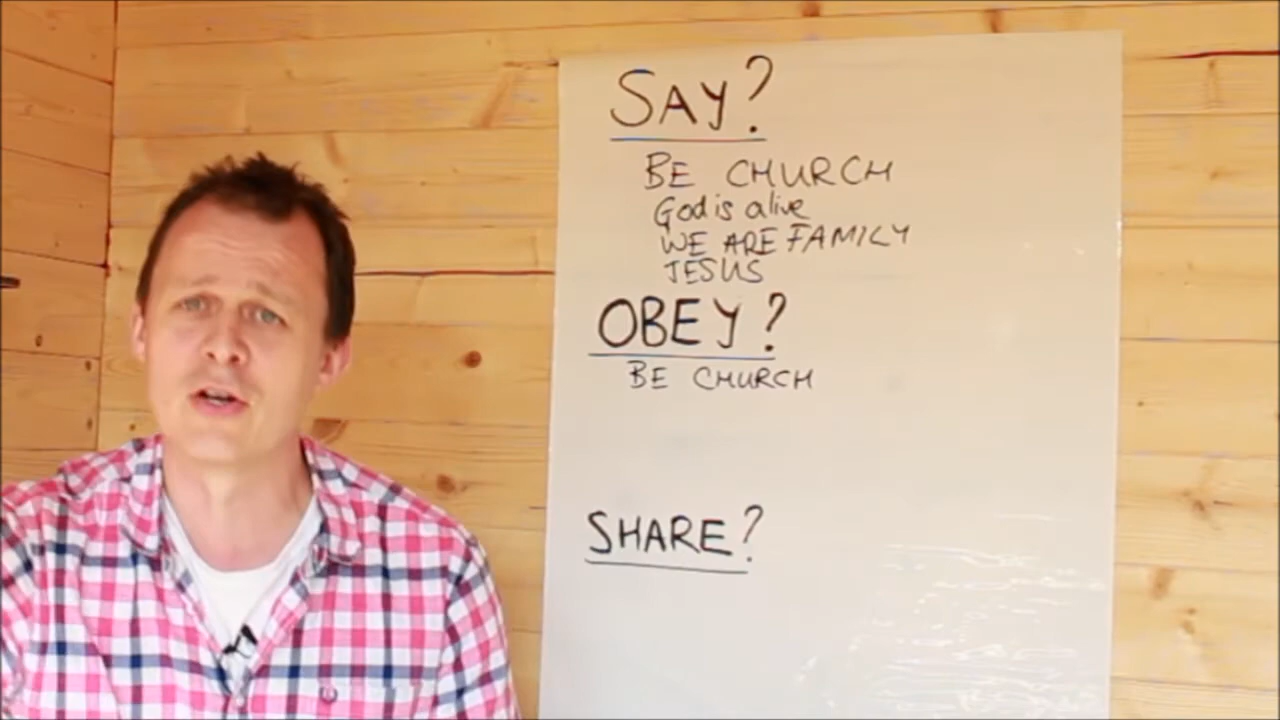 SAY?
BE CHURCH
God is alive
WE ARE FAMILY
JESUS
OBEY?
BE CHURCH
SHARE?